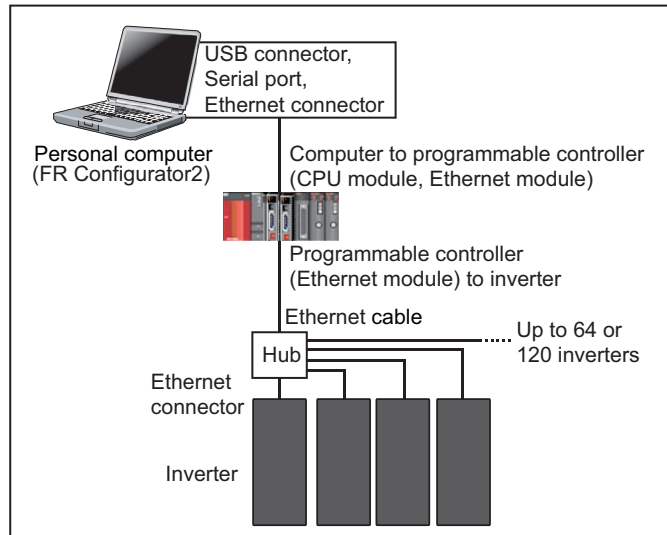 USB connector,
Serial port,
Ethernet connector
Personal computer
(FR Configurator2)
Computer to programmable controller
(CPU module, Ethernet module)
Programmable controller
(Ethernet module) to inverter
Ethernet cable
Hub
Up to 64 or
120 inverters
Ethernet
connector
Inverter